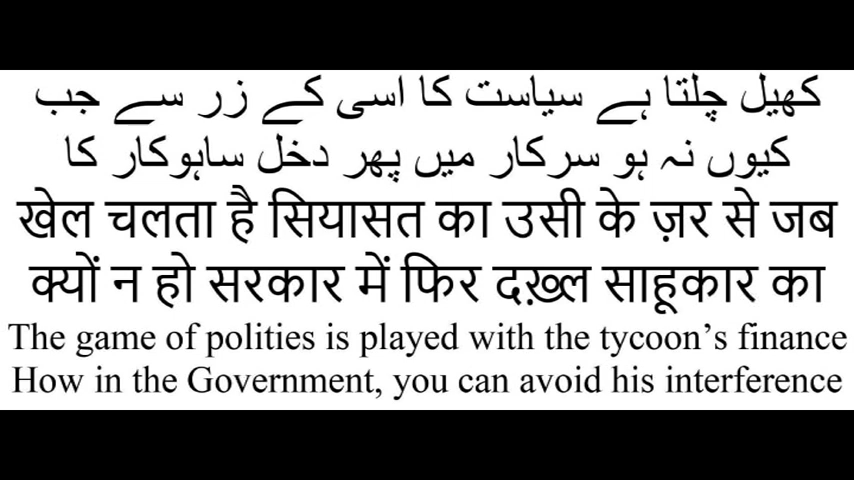 کھیل چلتا ہے سیاست کا اسی کے زر سے جب
کیوں نہ ہو سرکار میں پھر دخل ساہوکار کا
खेल चलता है सियासत का उसी के ज़र से जब
क्यों न हो सरकार में फिर दख़्ल साहूकार का
The game of polities is played with the tycoon’s finance
How in the Government, you can avoid his interference